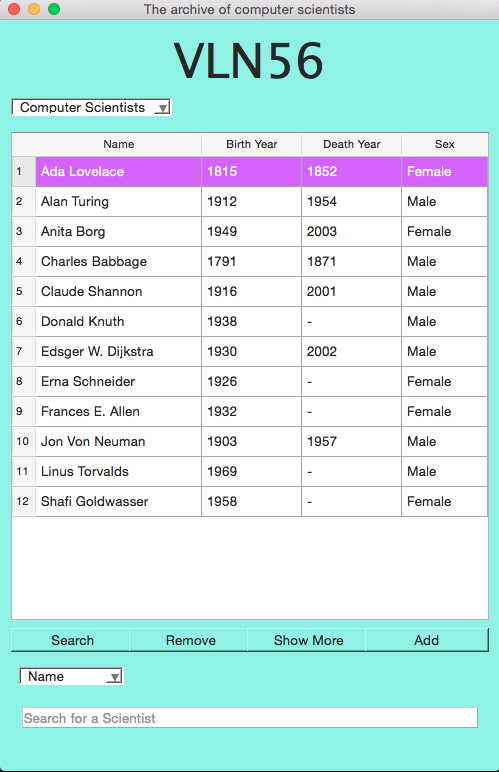 The archive of computer scientists
VLN56
Computer Scientists
Name Birth Year Death Year Sex
1 Ada Lovelace 1815 1852 Female
2 Alan Turing 1912 1954 Male
3 Anita Borg 1949 2003 Female
4 Charles Babbage 1791 1871 Male
5 Claude Shannon 1916 2001 Male
6 Donald Knuth 1938 - Male
7 Edsger W. Dijkstra 1930 2002 Male
8 Erna Schneider 1926 - Female
9 Frances E. Allen 1932 - Female
10 Jon Von Neuman 1903 1957 Male
11 Linus Torvalds 1969 - Male
12 Shafi Goldwasser 1958 - Female
Search Remove Show More Add
Name
Search for a Scientist